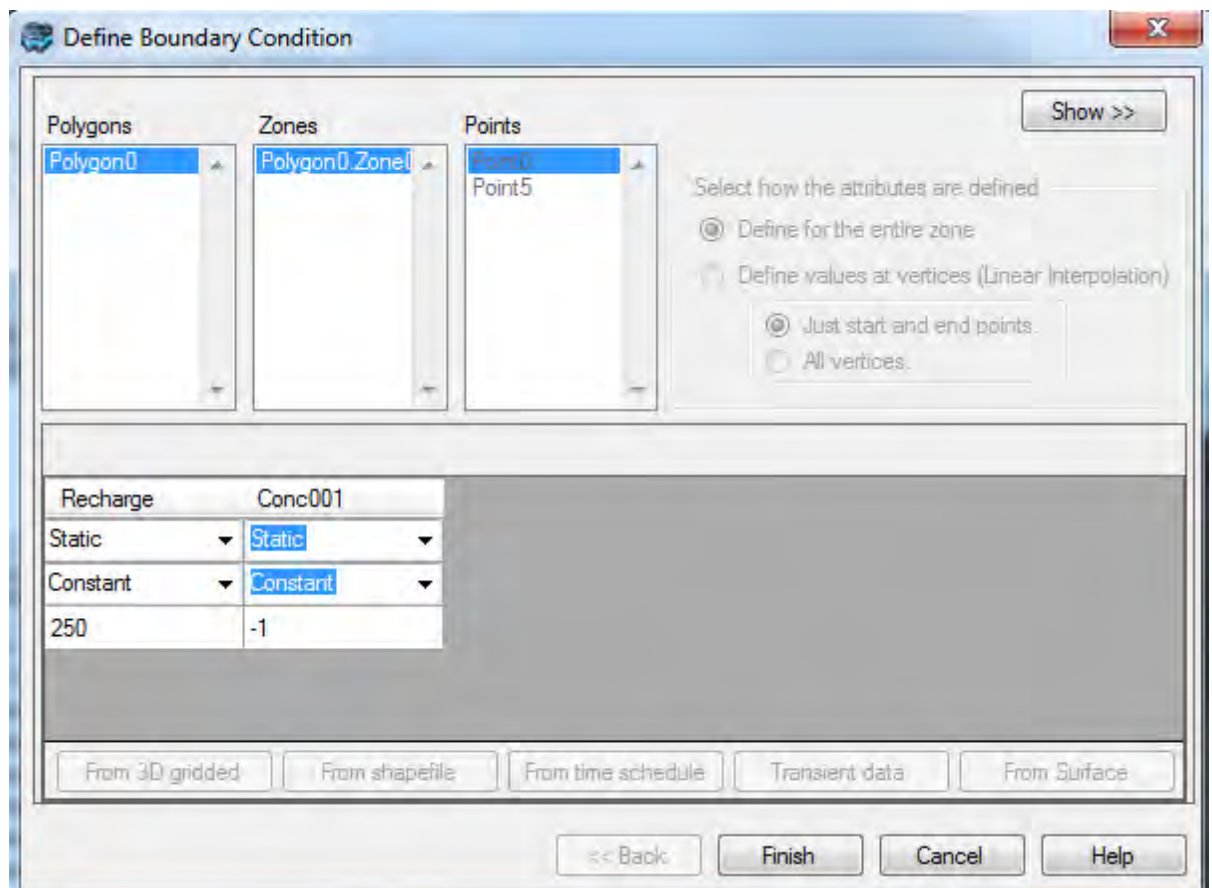 Define Boundary Condition
Show >>
Polygons Zones Points
Polygon0 Polygon0.Zone0 Point0
Point5
Select how the attributes are defined
Define for the entire zone
Define values at vertices (Linear Interpolation)
Just start and end points.
All vertices.
Recharge Conc001
Static Static
Constant Constant
250 -1
From 3D gridded From shapefile From time schedule Transient data From Surface
<< Back Finish Cancel Help